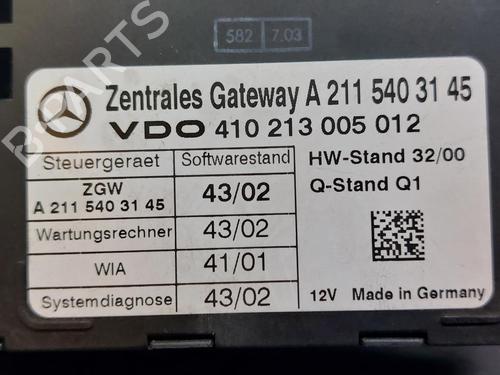 582 7.03
Zentrales Gateway A 211 540 31 45
VDO 410 213 005 012
Steuergeraet Softwarestand HW-Stand 32/00
ZGW 43/02 Q-Stand Q1
A 211 540 31 45
Wartungsrechner 43/02
WIA 41/01
Systemdiagnose 43/02 12V Made in Germany
B-PARTS